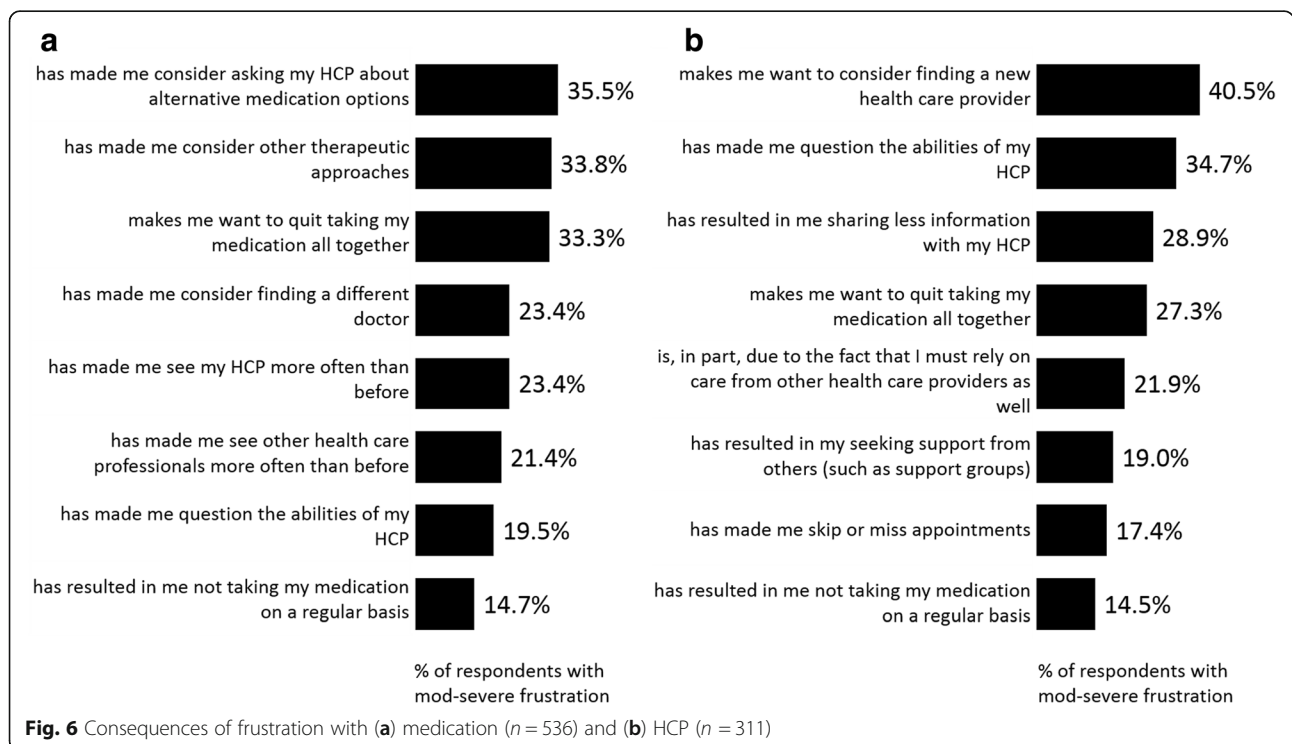 a
has made me consider asking my HCP about
alternative medication options
35.5%
has made me consider other therapeutic
approaches
33.8%
makes me want to quit taking my
medication all together
33.3%
has made me consider finding a different
doctor
23.4%
has made me see my HCP more often than
before
23.4%
has made me see other health care
professionals more often than before
21.4%
has made me question the abilities of my
HCP
19.5%
has resulted in me not taking my medication
on a regular basis
14.7%
% of respondents with
mod-severe frustration
b
makes me want to consider finding a new
health care provider
40.5%
has made me question the abilities of my
HCP
34.7%
has resulted in me sharing less information
with my HCP
28.9%
makes me want to quit taking my
medication all together
27.3%
is, in part, due to the fact that I must rely on
care from other health care providers as
well
21.9%
has resulted in my seeking support from
others (such as support groups)
19.0%
has made me skip or miss appointments
17.4%
has resulted in me not taking my medication
on a regular basis
14.5%
% of respondents with
mod-severe frustration
Fig. 6 Consequences of frustration with (a) medication (n = 536) and (b) HCP (n = 311)